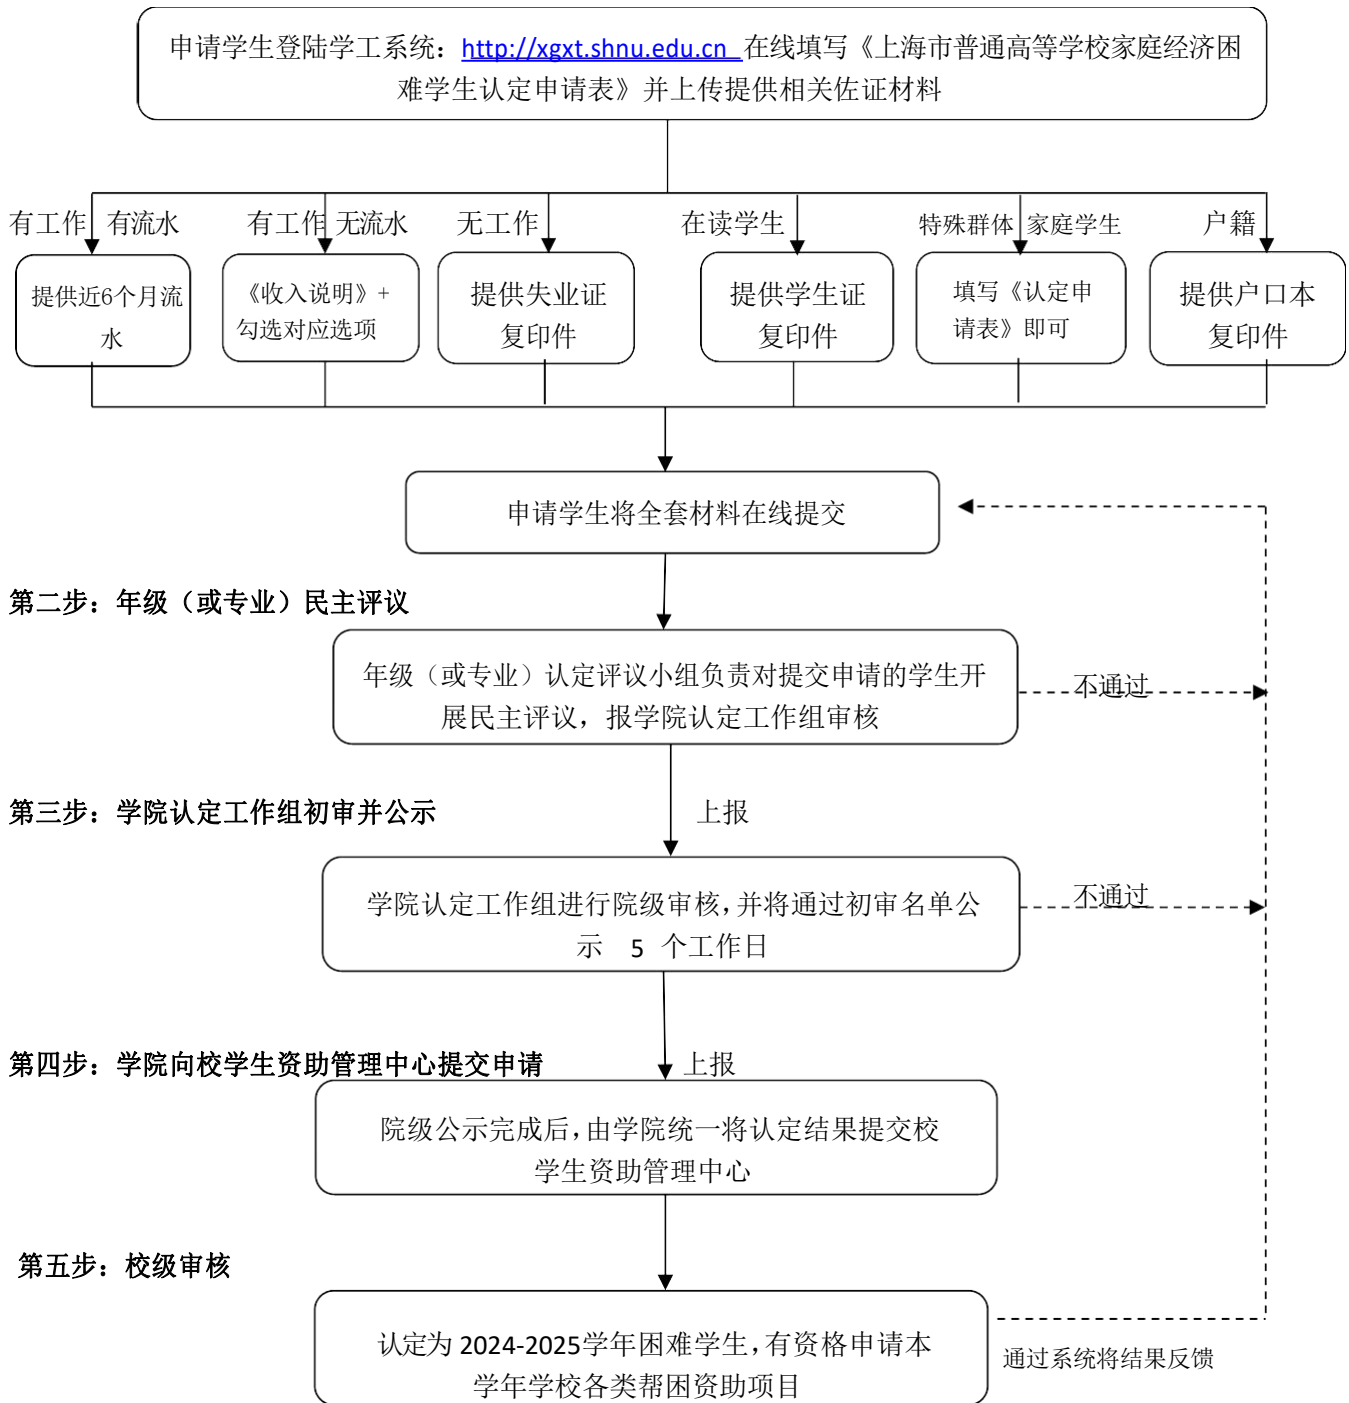 申请学生登陆学工系统：http://xgxt.shnu.edu.cn 在线填写《上海市普通高等学校家庭经济困
难学生认定申请表》并上传提供相关佐证材料
有工作 有流水
有工作 无流水
无工作
在读学生
特殊群体 家庭学生
户籍
提供近6个月流
水
《收入说明》+
勾选对应选项
提供失业证
复印件
提供学生证
复印件
填写《认定申
请表》即可
提供户口本
复印件
申请学生将全套材料在线提交
第二步：年级（或专业）民主评议
年级（或专业）认定评议小组负责对提交申请的学生开
展民主评议，报学院认定工作组审核
不通过
第三步：学院认定工作组初审并公示
上报
学院认定工作组进行院级审核，并将通过初审名单公
示 5 个工作日
不通过
第四步：学院向校学生资助管理中心提交申请
上报
院级公示完成后，由学院统一将认定结果提交校
学生资助管理中心
第五步：校级审核
认定为 2024-2025学年困难学生，有资格申请本
学年学校各类帮困资助项目
通过系统将结果反馈